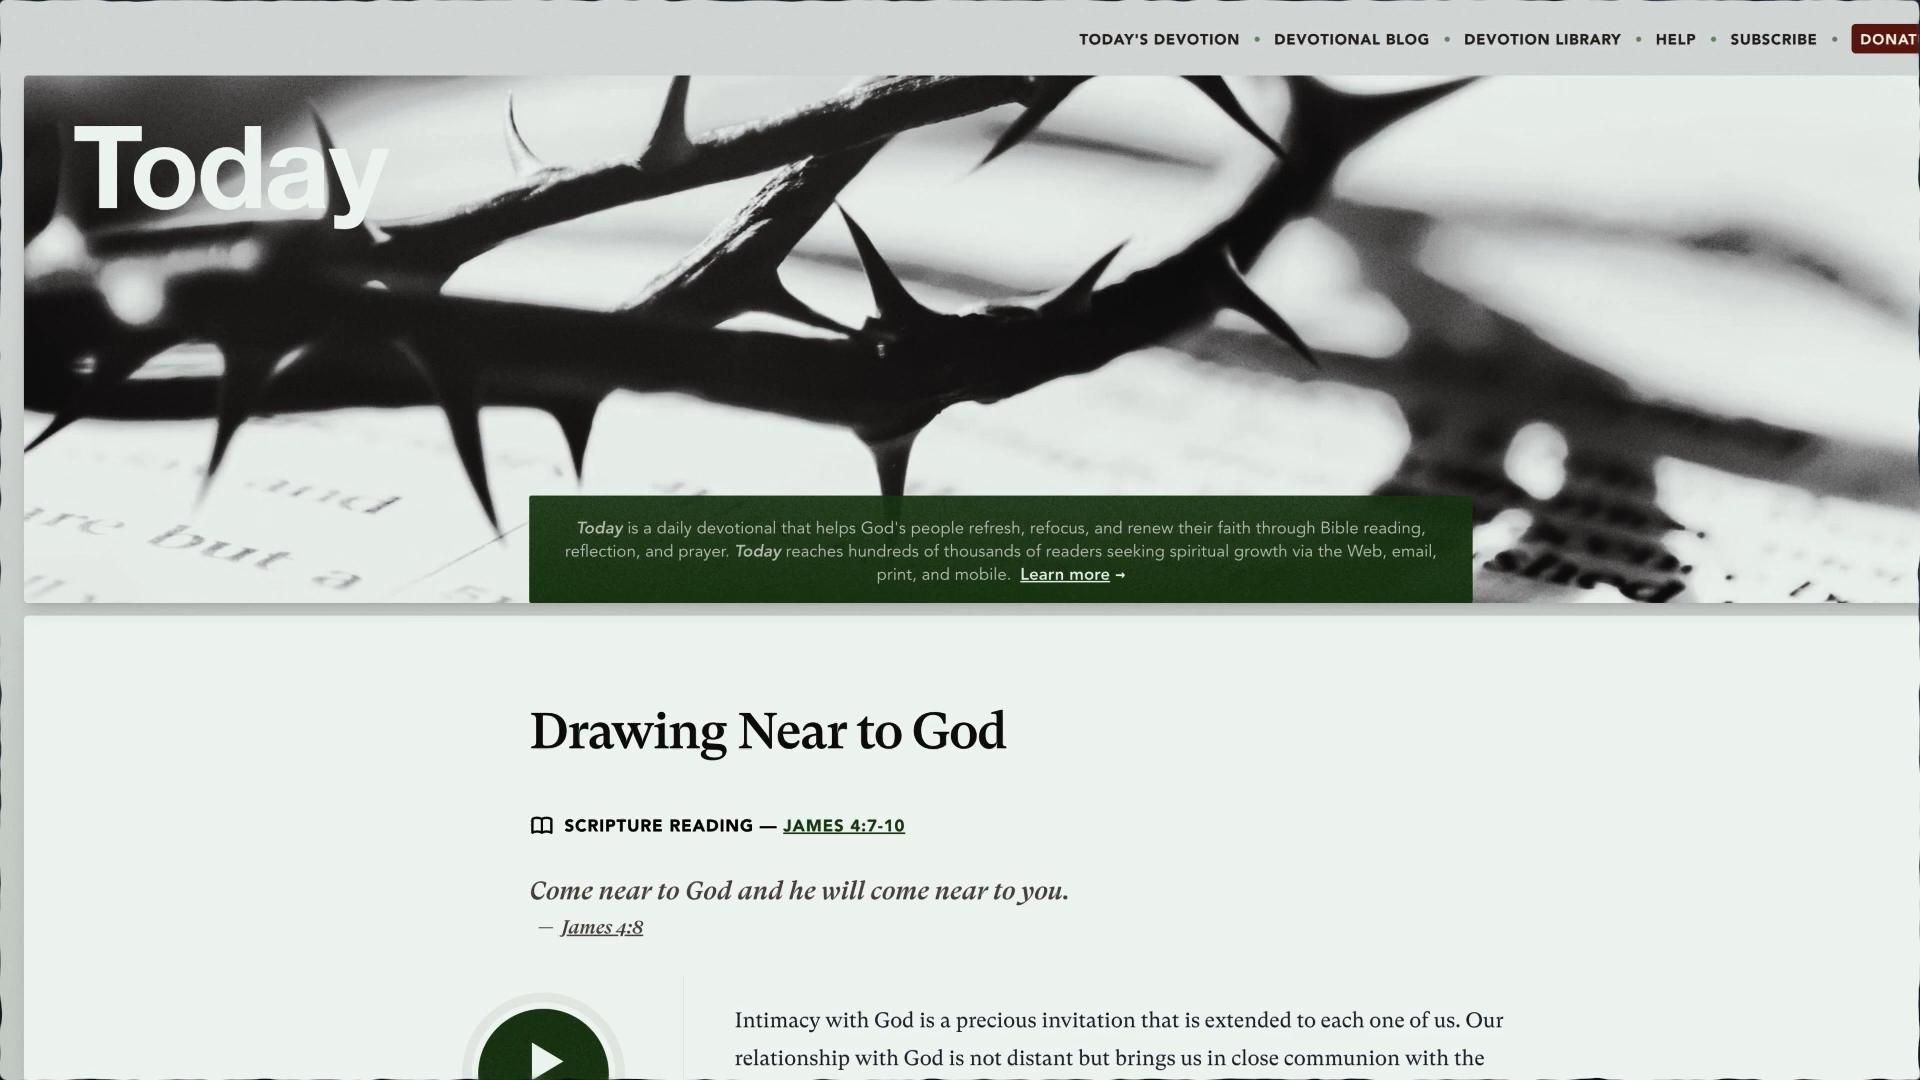 TODAY'S DEVOTION • DEVOTIONAL BLOG • DEVOTION LIBRARY • HELP • SUBSCRIBE • DONAT
Today
and
but a
shed
Today is a daily devotional that helps God's people refresh, refocus, and renew their faith through Bible reading,
reflection, and prayer. Today reaches hundreds of thousands of readers seeking spiritual growth via the Web, email,
print, and mobile. Learn more →
Drawing Near to God
SCRIPTURE READING — JAMES 4:7-10
Come near to God and he will come near to you.
— James 4:8
Intimacy with God is a precious invitation that is extended to each one of us. Our
relationship with God is not distant but brings us in close communion with the